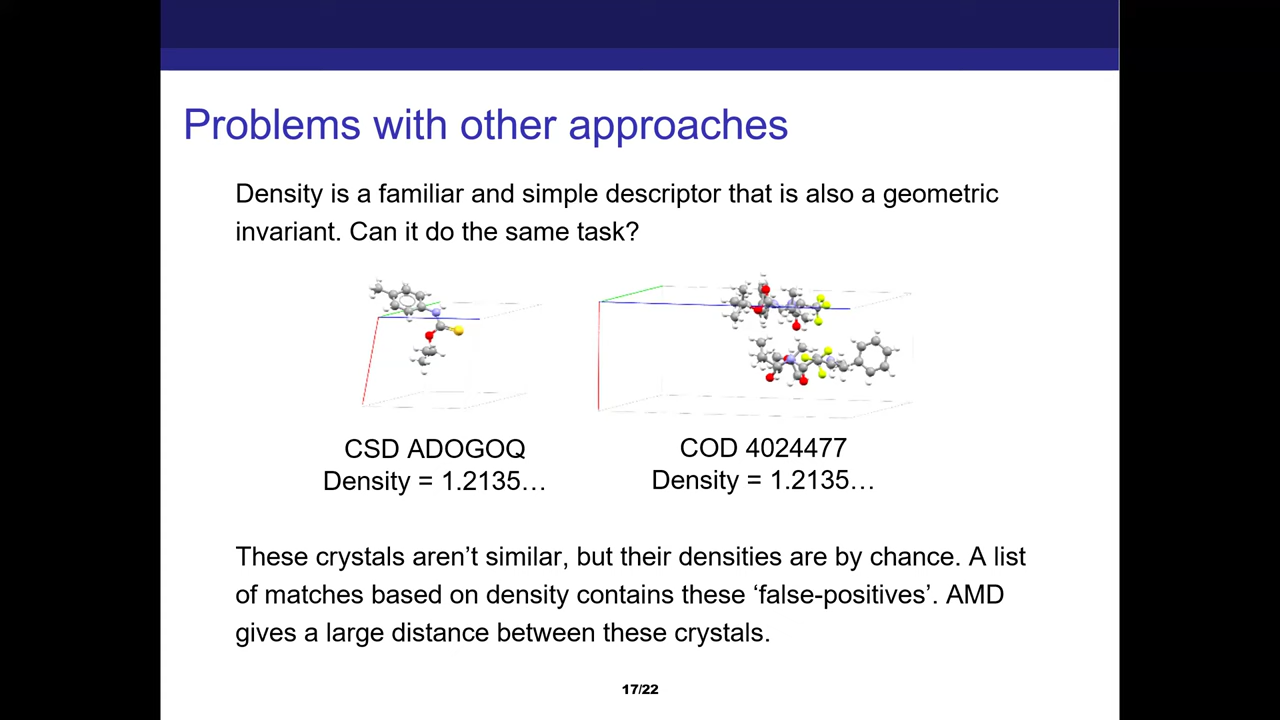 Problems with other approaches
Density is a familiar and simple descriptor that is also a geometric
invariant. Can it do the same task?
CSD ADOGOQ
Density = 1.2135…
COD 4024477
Density = 1.2135…
These crystals aren’t similar, but their densities are by chance. A list
of matches based on density contains these ‘false-positives’. AMD
gives a large distance between these crystals.
17/22